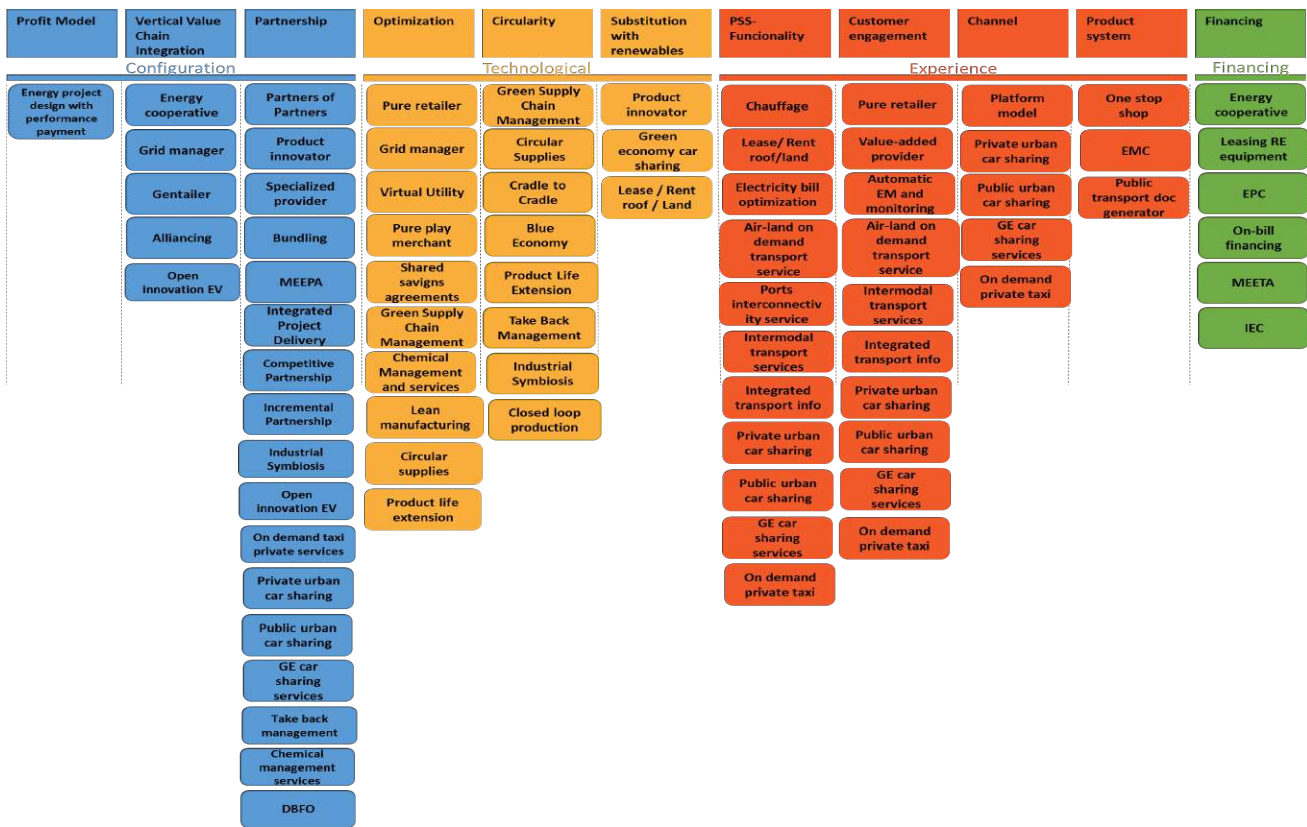 Profit Model
Vertical Value
Chain
Integration
Partnership
Optimization
Circularity
Substitution
with
renewables
PSS-
Funcionality
Customer
engagement
Channel
Product
system
Financing
Configuration
Technological
Experience
Financing
Energy project
design with
performance
payment
Energy
cooperative
Grid manager
Gentailer
Alliancing
Open
innovation EV
Partners of
Partners
Product
innovator
Specialized
provider
Bundling
MEEPA
Integrated
Project
Delivery
Competitive
Partnership
Incremental
Partnership
Industrial
Symbiosis
Open
innovation EV
On demand taxi
private services
Private urban
car sharing
Public urban
car sharing
GE car
sharing
services
Take back
management
Chemical
management
services
DBFO
Pure retailer
Grid manager
Virtual Utility
Pure play
merchant
Shared
savigns
agreements
Green Supply
Chain
Management
Chemical
Management
and services
Lean
manufacturing
Circular
supplies
Product life
extension
Green Supply
Chain
Management
Circular
Supplies
Cradle to
Cradle
Blue
Economy
Product Life
Extension
Take Back
Management
Industrial
Symbiosis
Closed loop
production
Product
innovator
Green
economy car
sharing
Lease / Rent
roof / Land
Chauffage
Lease/ Rent
roof/land
Electricity bill
optimization
Air-land on
demand
transport
service
Ports
interconnectiv
ity service
Intermodal
transport
services
Integrated
transport info
Private urban
car sharing
Public urban
car sharing
GE car
sharing
services
On demand
private taxi
Pure retailer
Value-added
provider
Automatic
EM and
monitoring
Air-land on
demand
transport
service
Intermodal
transport
services
Integrated
transport info
Private urban
car sharing
Public urban
car sharing
GE car
sharing
services
On demand
private taxi
Platform
model
Private urban
car sharing
Public urban
car sharing
GE car
sharing
services
On demand
private taxi
One stop
shop
EMC
Public
transport doc
generator
Energy
cooperative
Leasing RE
equipment
EPC
On-bill
financing
MEETA
IEC